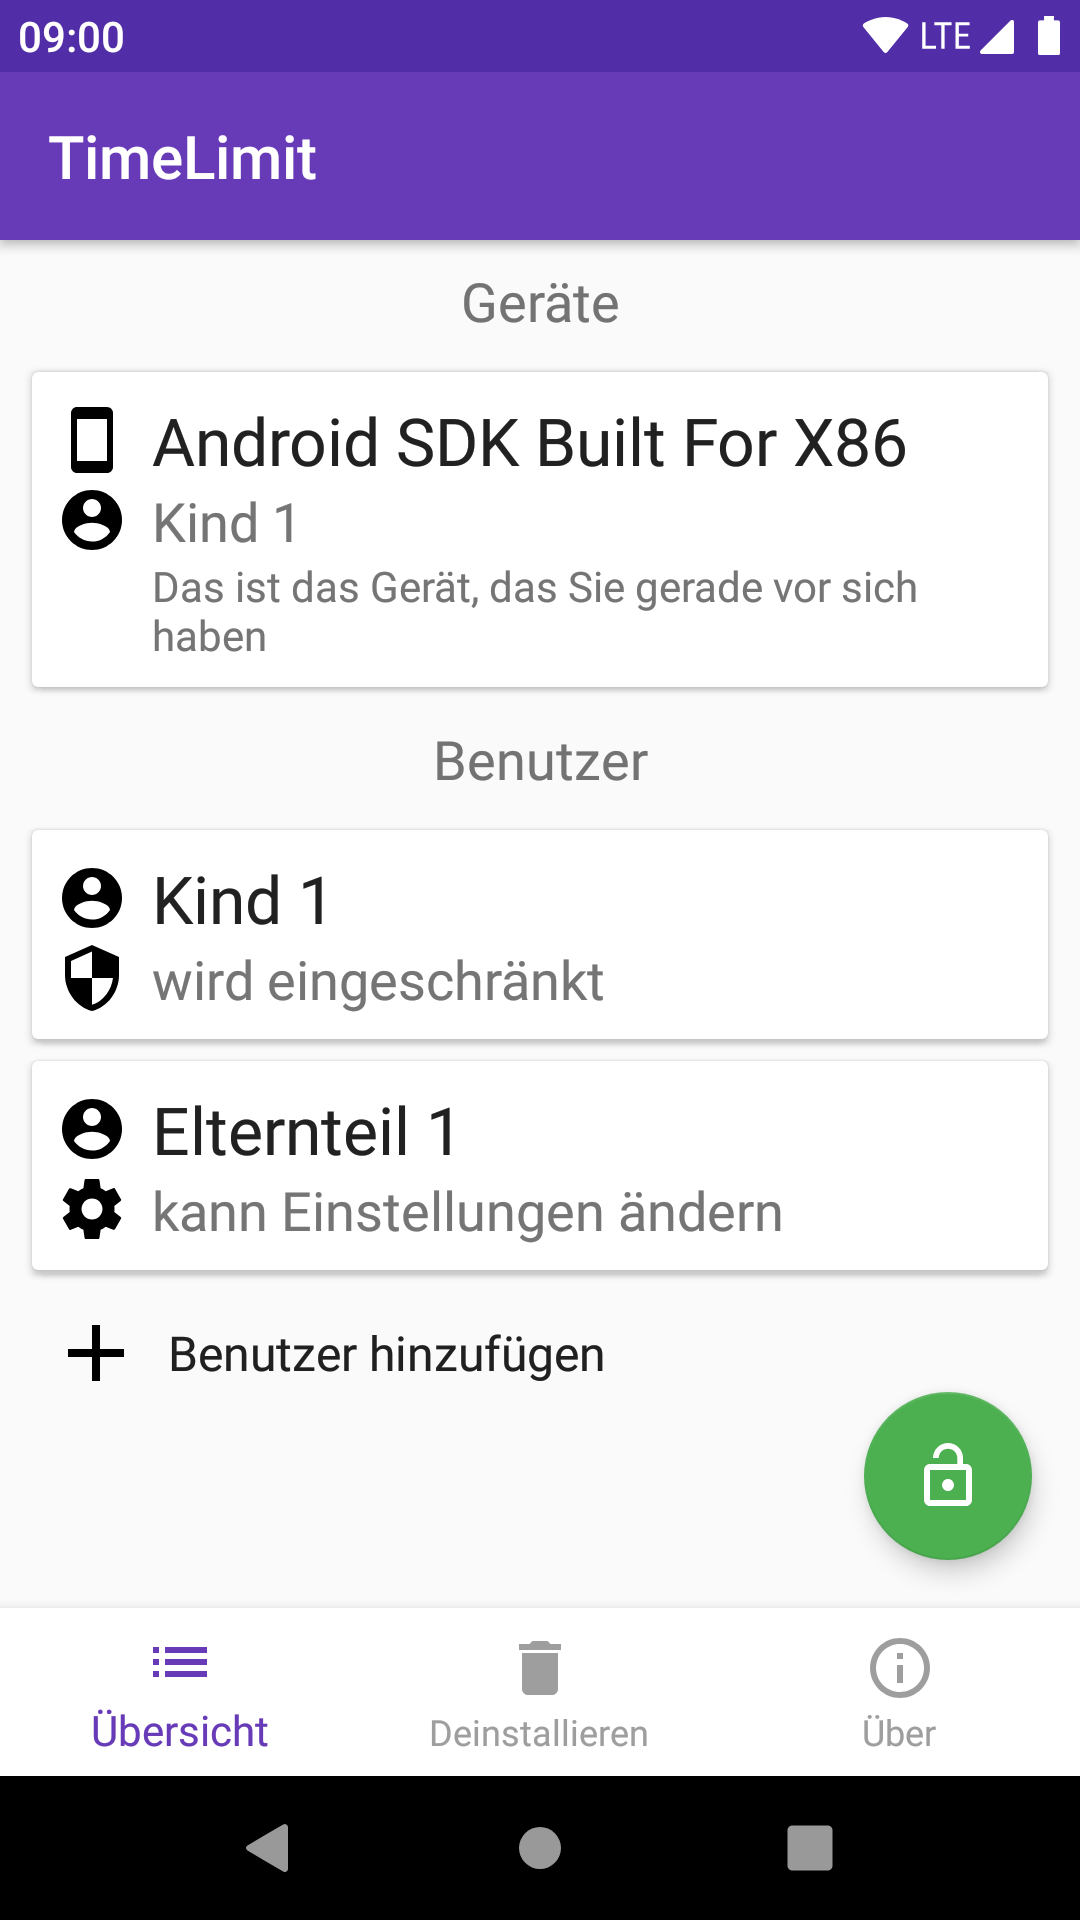 09:00 LTE
TimeLimit
Geräte
Android SDK Built For X86
Kind 1
Das ist das Gerät, das Sie gerade vor sich
haben
Benutzer
Kind 1
wird eingeschränkt
Elternteil 1
kann Einstellungen ändern
Benutzer hinzufügen
Übersicht Deinstallieren Über